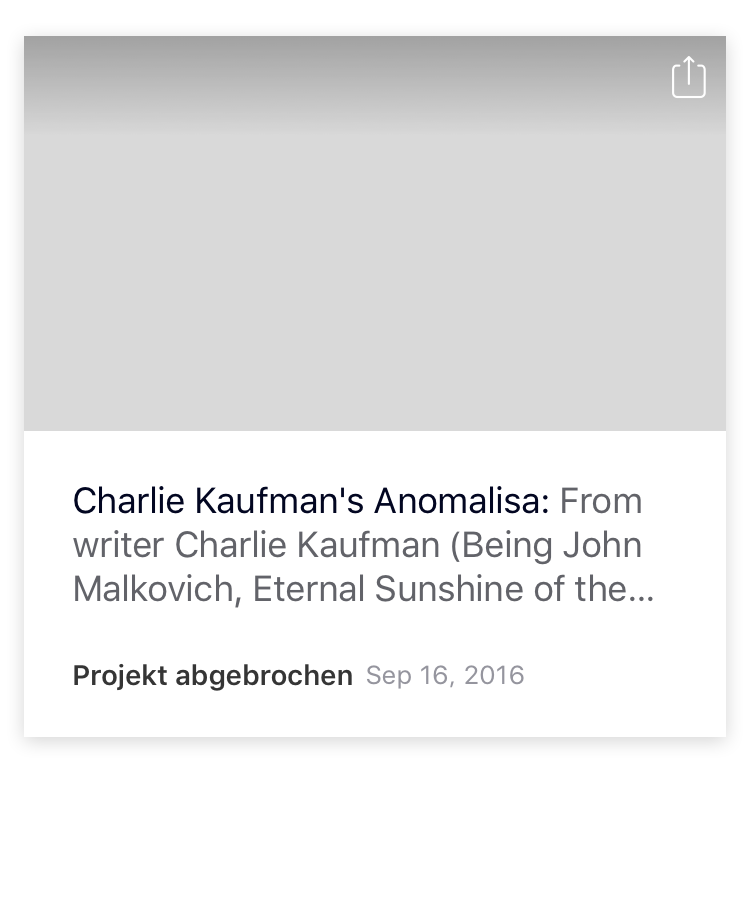 Charlie Kaufman's Anomalisa: From
writer Charlie Kaufman (Being John
Malkovich, Eternal Sunshine of the...
Projekt abgebrochen Sep 16, 2016